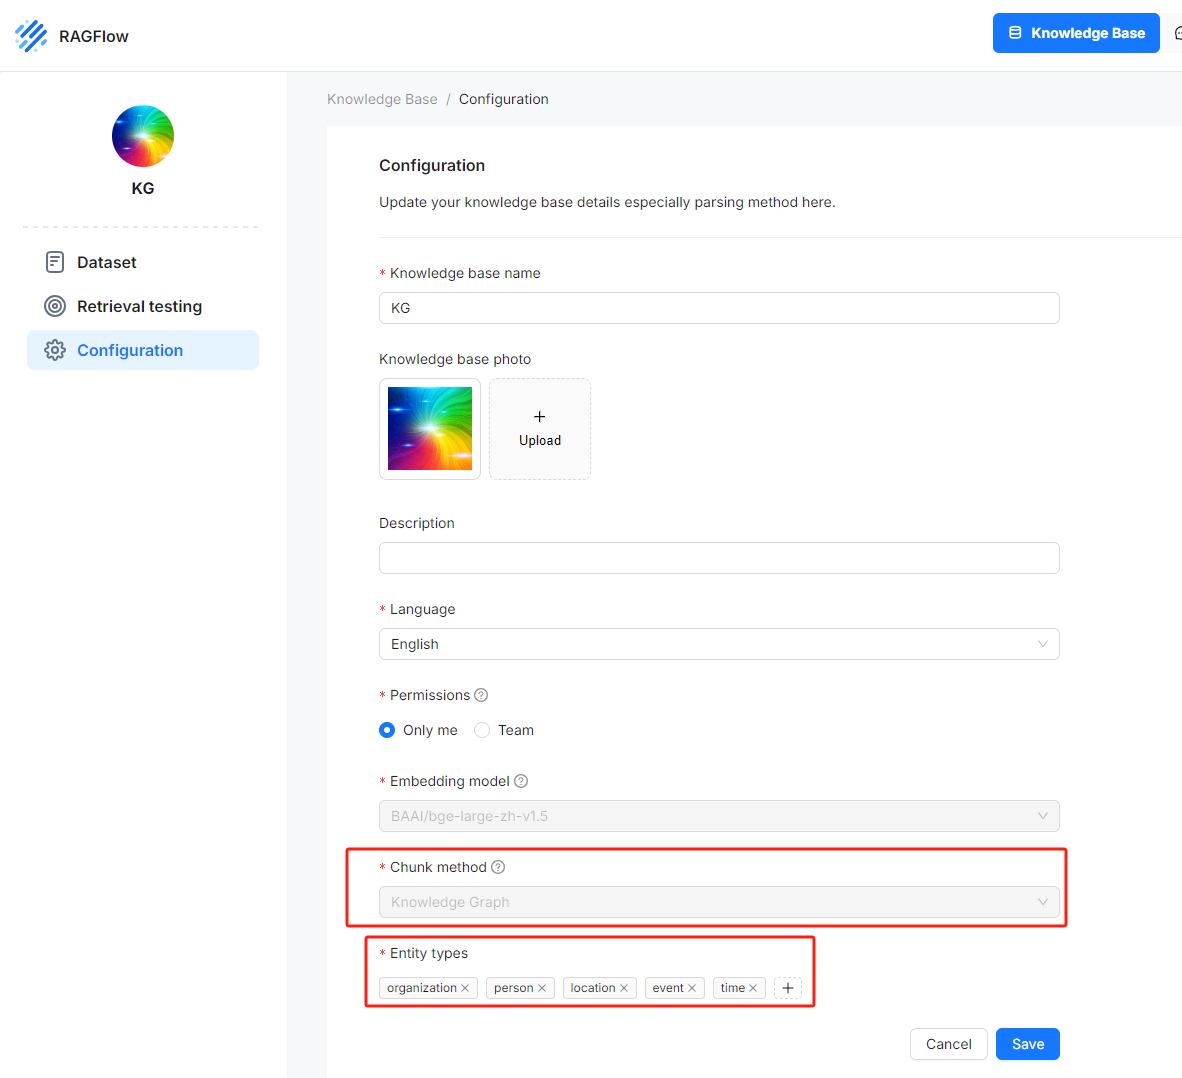 RAGFlow
Knowledge Base
KG
Dataset
Retrieval testing
Configuration
Knowledge Base / Configuration
Configuration
Update your knowledge base details especially parsing method here.
* Knowledge base name
KG
Knowledge base photo
+
Upload
Description
* Language
English
* Permissions ?
Only me Team
* Embedding model ?
BAAI/bge-large-zh-v1.5
* Chunk method ?
Knowledge Graph
* Entity types
organization × person × location × event × time × +
Cancel Save